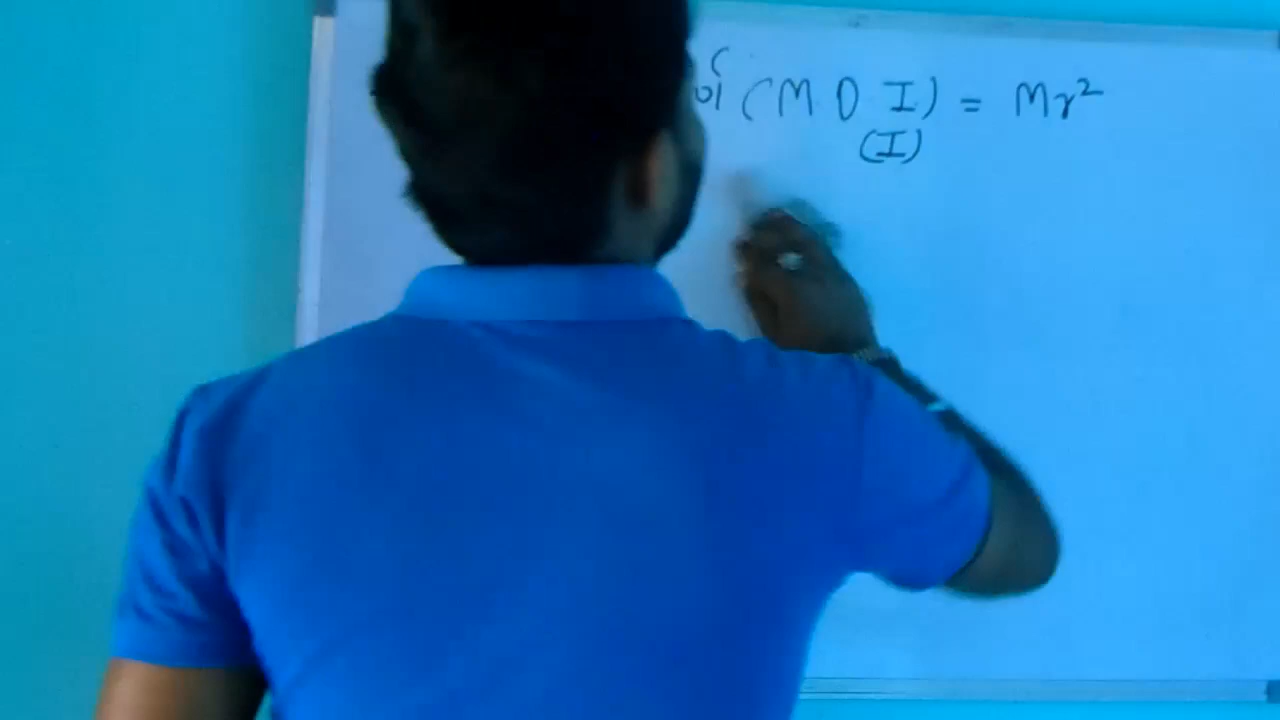 (M O I) = Mr²
(I)